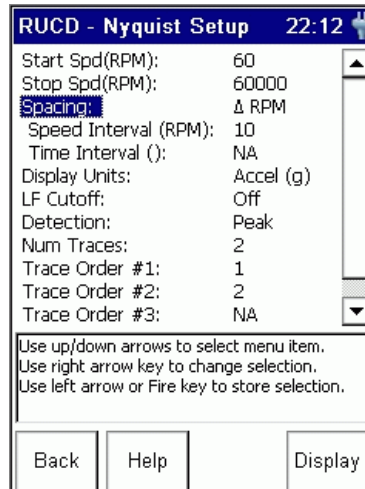 RUCD - Nyquist Setup 22:12
Start Spd(RPM): 60
Stop Spd(RPM): 60000
Spacing: Δ RPM
Speed Interval (RPM): 10
Time Interval (): NA
Display Units: Accel (g)
LF Cutoff: Off
Detection: Peak
Num Traces: 2
Trace Order #1: 1
Trace Order #2: 2
Trace Order #3: NA
Use up/down arrows to select menu item.
Use right arrow key to change selection.
Use left arrow or Fire key to store selection.
Back Help Display